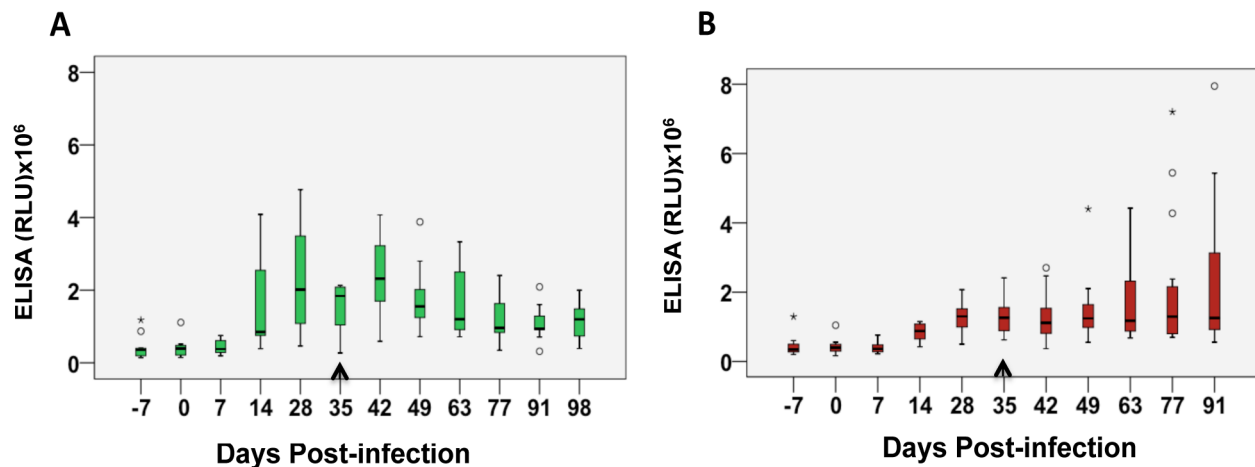 A
ELISA (RLU)x10⁶
8
6
4
2
0
-7 0 7 14 28 35 42 49 63 77 91 98
Days Post-infection
B
ELISA (RLU)x10⁶
8
6
4
2
0
-7 0 7 14 28 35 42 49 63 77 91
Days Post-infection